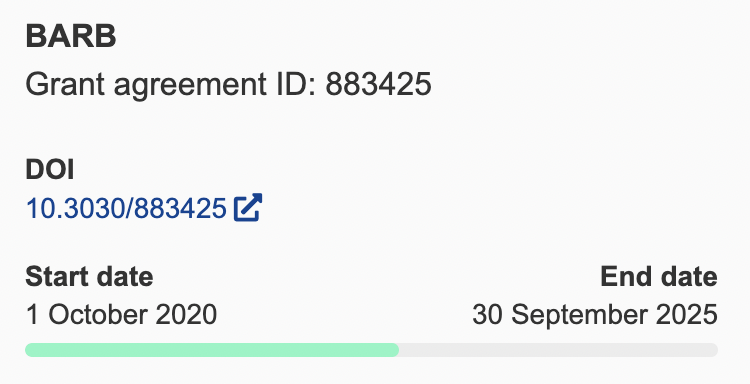 BARB
Grant agreement ID: 883425
DOI
10.3030/883425
Start date
End date
1 October 2020
30 September 2025